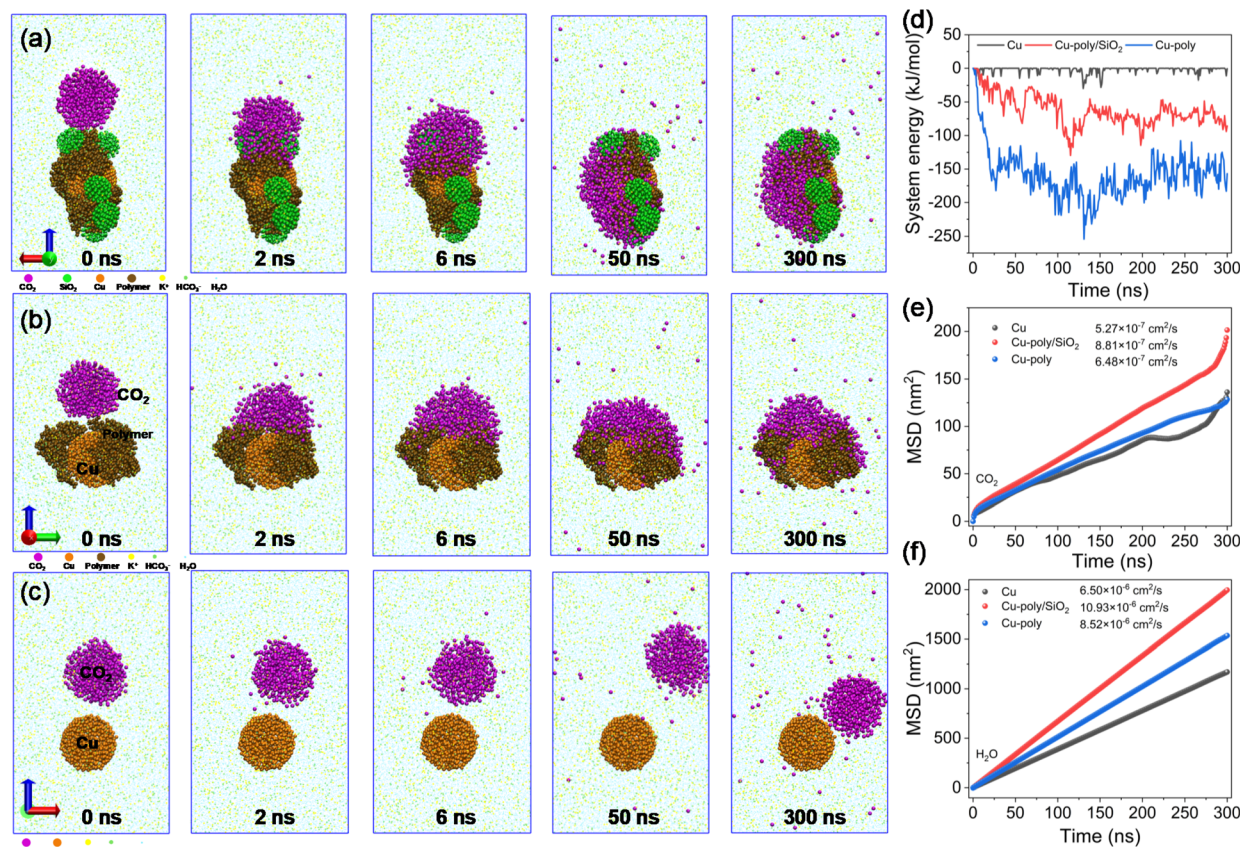 (a)
0 ns
2 ns
6 ns
50 ns
300 ns
CO₂ SiO₂ Cu Polymer K⁺ HCO₃⁻ H₂O
(b)
CO₂
Polymer
Cu
0 ns
2 ns
6 ns
50 ns
300 ns
CO₂ Cu Polymer K⁺ HCO₃⁻ H₂O
(c)
CO₂
Cu
0 ns
2 ns
6 ns
50 ns
300 ns
(d)
Cu Cu-poly/SiO₂ Cu-poly
System energy (kJ/mol)
50
0
-50
-100
-150
-200
-250
0 50 100 150 200 250 300
Time (ns)
(e)
Cu 5.27×10⁻⁷ cm²/s
Cu-poly/SiO₂ 8.81×10⁻⁷ cm²/s
Cu-poly 6.48×10⁻⁷ cm²/s
MSD (nm²)
200
150
100
50
0
CO₂
0 50 100 150 200 250 300
Time (ns)
(f)
Cu 6.50×10⁻⁶ cm²/s
Cu-poly/SiO₂ 10.93×10⁻⁶ cm²/s
Cu-poly 8.52×10⁻⁶ cm²/s
MSD (nm²)
2000
1500
1000
500
0
H₂O
0 50 100 150 200 250 300
Time (ns)